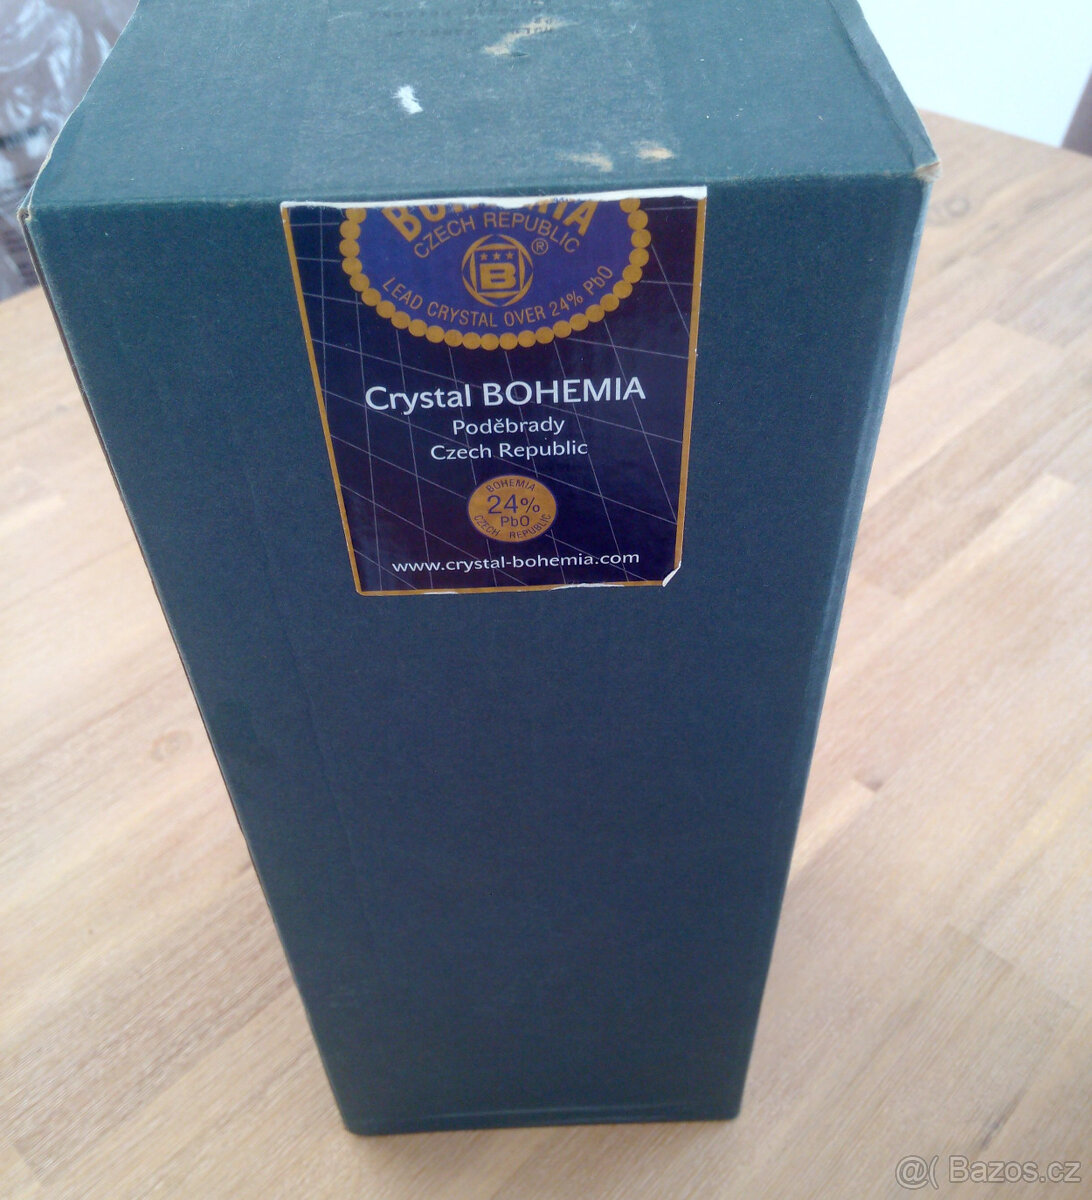 BOHEMIA
CZECH REPUBLIC
®
B
LEAD CRYSTAL OVER 24% PbO
Crystal BOHEMIA
Poděbrady
Czech Republic
BOHEMIA
24%
PbO
CZECH REPUBLIC
www.crystal-bohemia.com
@( Bazos.cz